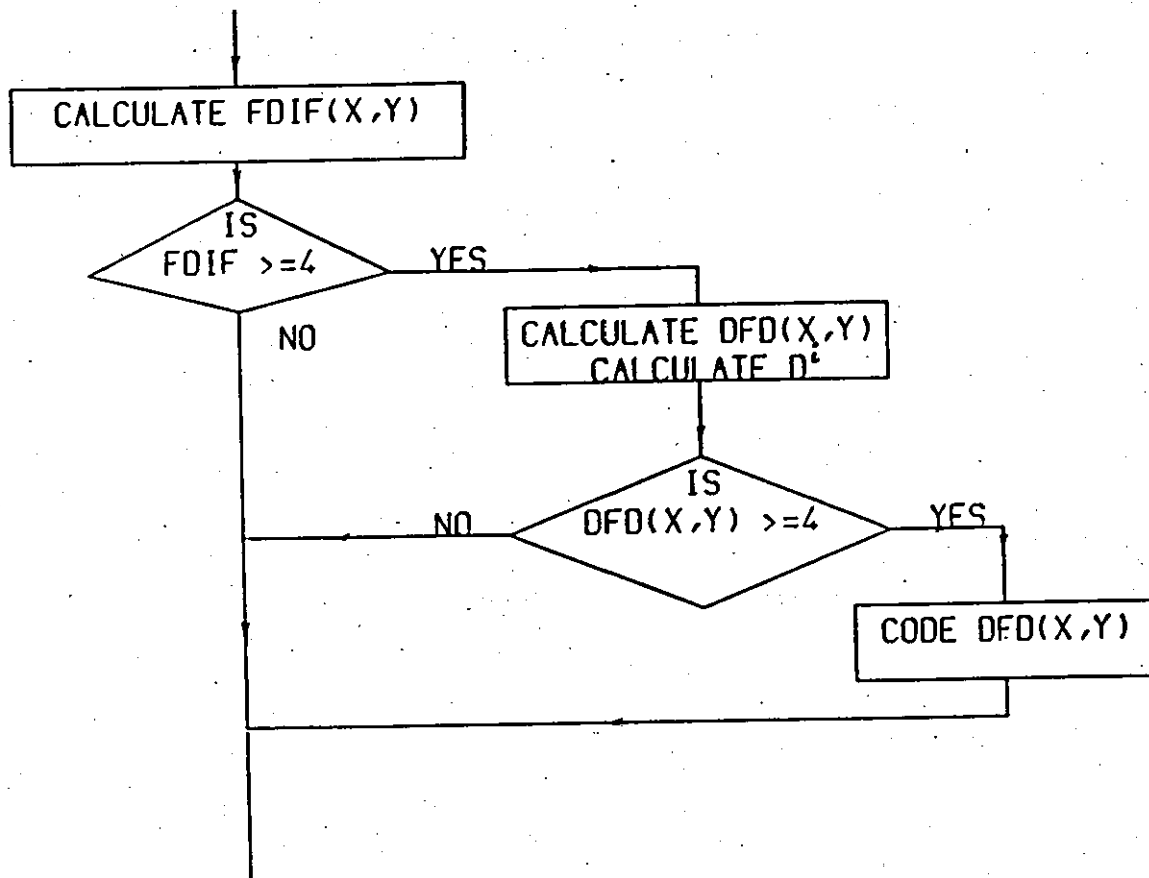 CALCULATE FDIF(X,Y)
IS
FDIF >=4
YES
NO
CALCULATE DFD(X,Y)
CALCULATE D
IS
DFD(X,Y) >=4
NO
YES
CODE DFD(X,Y)